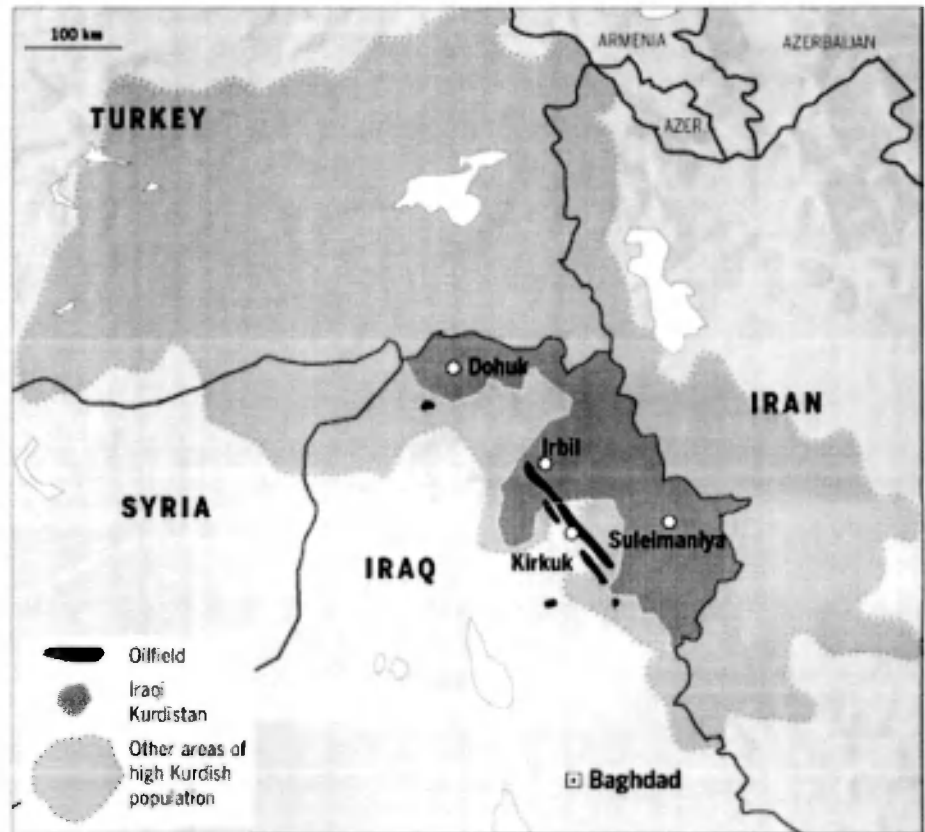 100 km
ARMENIA
AZERBAIJAN
TURKEY
AZER.
Dohuk
IRAN
Irbil
SYRIA
Suleimaniya
Kirkuk
IRAQ
Oilfield
Iraqi
Kurdistan
Other areas of
high Kurdish
population
Baghdad